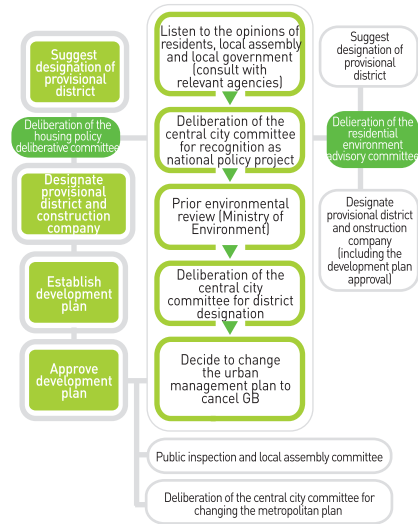 Suggest
designation of
provisional
district
Deliberation of the
housing policy
deliberative committee
Designate
provisional
district and
construction
company
Establish
development
plan
Approve
development
plan
Listen to the opinions of
residents, local assembly
and local government
(consult with
relevant agencies)
Deliberation of the
central city committee
for recognition as
national policy project
Prior environmental
review (Ministry of
Environment)
Deliberation of the
central city
committee for district
designation
Decide to change
the urban
management plan to
cancel GB
Suggest
designation of
provisional
district
Delieration of the
residential
environment
advisory committee
Designate
provisional district
and onstruction
company
(including the
development plan
approval)
Public inspection and local assembly committee
Deliberation of the central city committee for
changing the metropolitan plan